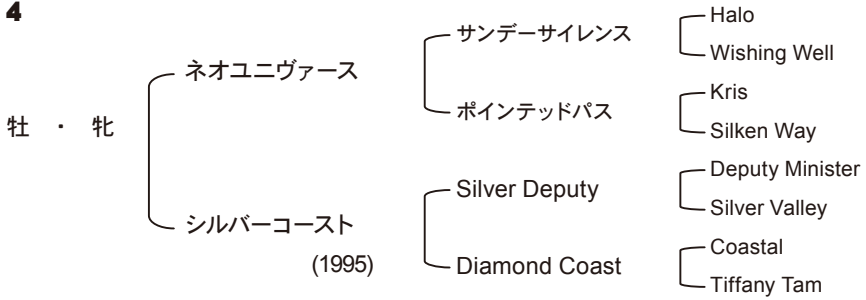 4
牡 ・ 牝
ネオユニヴァース
シルバーコースト
(1995)
サンデーサイレンス
ポインテッドパス
Silver Deputy
Diamond Coast
Halo
Wishing Well
Kris
Silken Way
Deputy Minister
Silver Valley
Coastal
Tiffany Tam